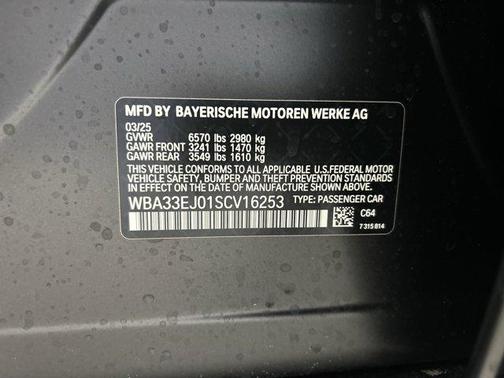 MFD BY BAYERISCHE MOTOREN WERKE AG
03/25
GVWR 6570 lbs 2980 kg
GAWR FRONT 3241 lbs 1470 kg
GAWR REAR 3549 lbs 1610 kg
THIS VEHICLE CONFORMS TO ALL APPLICABLE U.S.FEDERAL MOTOR
VEHICLE SAFETY, BUMPER AND THEFT PREVENTION STANDARDS
IN EFFECT ON THE DATE OF MANUFACTURE SHOWN ABOVE.
WBA33EJ01SCV16253 TYPE: PASSENGER CAR
C64
7 315 814